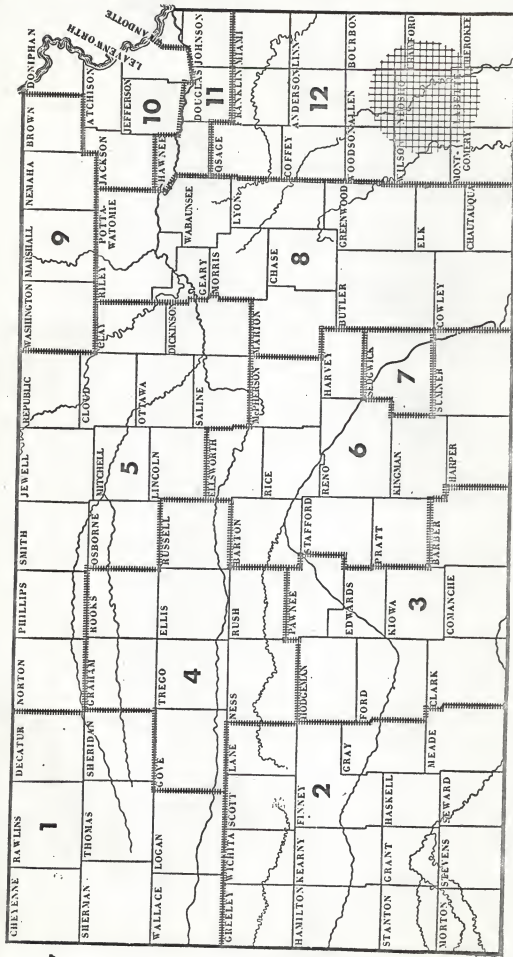 CHEYENNE RAWLINS DECATUR NORTON PHILLIPS SMITH JEWELL REPUBLIC WASHINGTON MARSHALL NEMAHA BROWN DONIPHAN
1
9
SHERMAN THOMAS SHERIDAN GRAHAM ROOKS OSBORNE MITCHELL CLOUD CLAY RILEY POTTA-
WATOMIE JACKSON ATCHISON
LEAVENWORTH
5
OTTAWA
JEFFERSON
10
WALLACE LOGAN GOVE TREGO ELLIS RUSSELL LINCOLN SALINE DICKINSON GEARY WABAUNSEE SHAWNEE DOUGLAS JOHNSON
4
MORRIS
OSAGE
11
GREELEY WICHITA SCOTT LANE NESS RUSH BARTON ELLSWORTH McPHERSON MARION
LYON
FRANKLIN MIAMI
RICE
CHASE
8
COFFEY ANDERSON LINN
12
HAMILTON KEARNY FINNEY HODGEMAN PAWNEE STAFFORD RENO HARVEY BUTLER GREENWOOD WOODSON ALLEN BOURBON
2
GRAY FORD EDWARDS
PRATT
6
SEDGWICK
7
STANTON GRANT HASKELL
KIOWA
3
KINGMAN
ELK
WILSON NEOSHO
MORTON STEVENS SEWARD MEADE CLARK COMANCHE BARBER HARPER SUMNER COWLEY CHAUTAUQUA MONT-
GOMERY LABETTE CHEROKEE